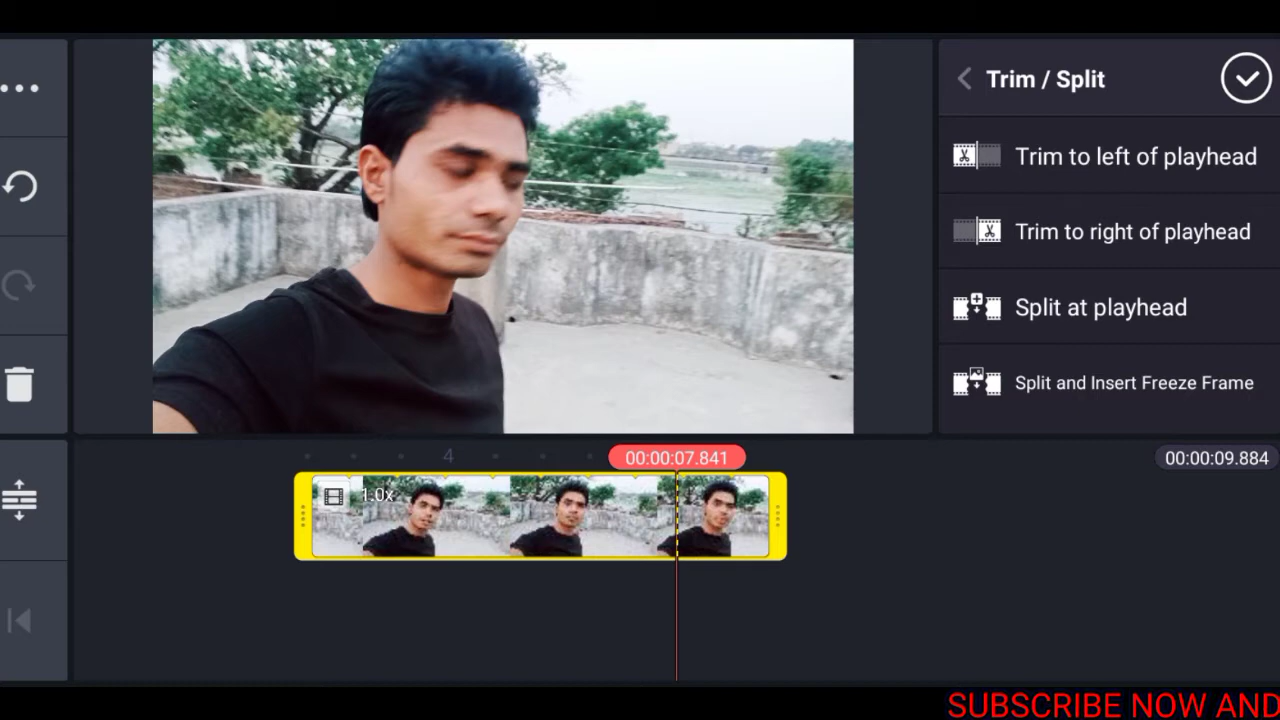 Trim / Split
Trim to left of playhead
Trim to right of playhead
Split at playhead
Split and Insert Freeze Frame
4
00:00:07.841
00:00:09.884
1.0x
SUBSCRIBE NOW AND